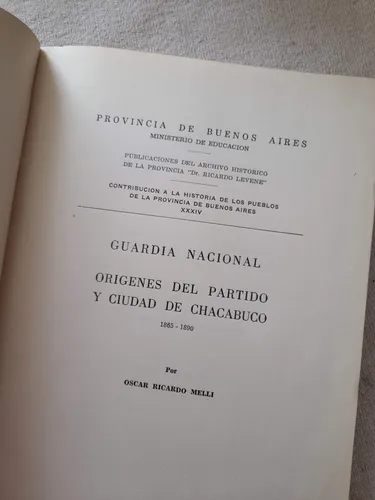 PROVINCIA DE BUENOS AIRES
MINISTERIO DE EDUCACION
PUBLICACIONES DEL ARCHIVO HISTORICO
DE LA PROVINCIA "Dr. RICARDO LEVENE"
CONTRIBUCION A LA HISTORIA DE LOS PUEBLOS
DE LA PROVINCIA DE BUENOS AIRES
XXXIV
GUARDIA NACIONAL
ORIGENES DEL PARTIDO
Y CIUDAD DE CHACABUCO
1865 - 1890
Por
OSCAR RICARDO MELLI